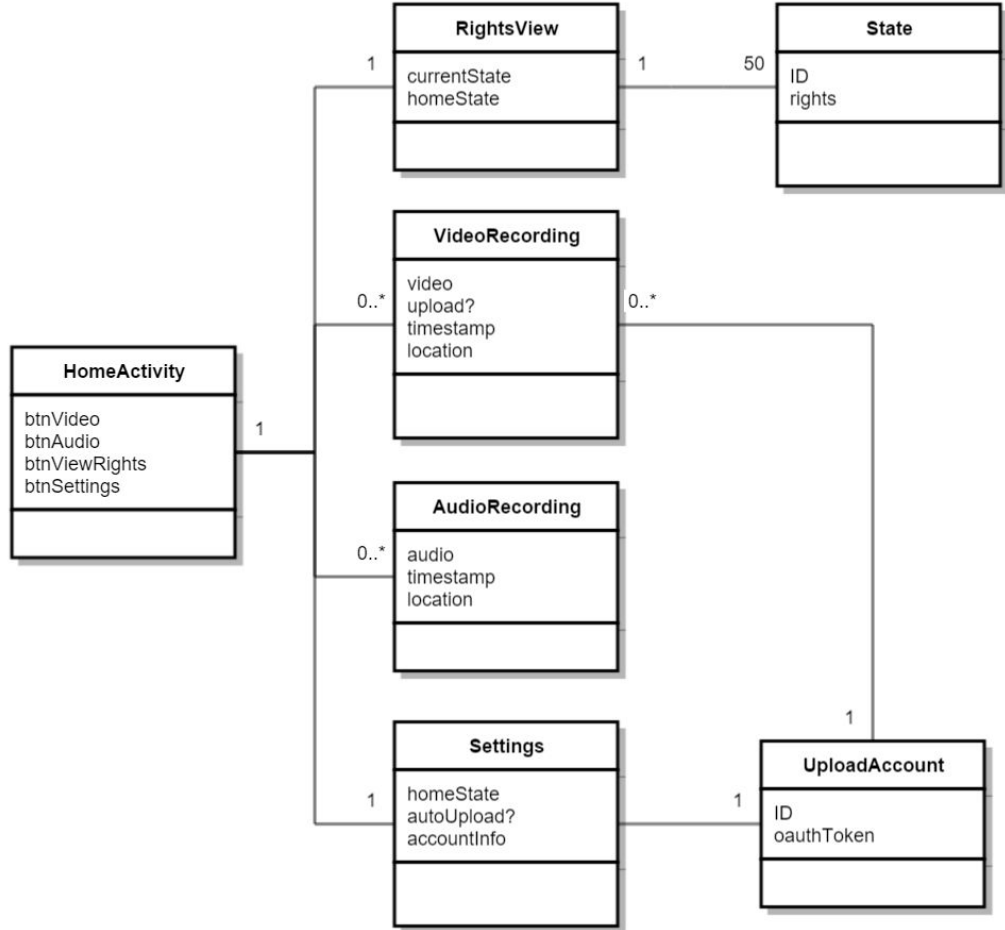 RightsView
currentState
homeState
1
1
50
State
ID
rights
VideoRecording
video
upload?
timestamp
location
0..*
0..*
HomeActivity
btnVideo
btnAudio
btnViewRights
btnSettings
1
AudioRecording
audio
timestamp
location
0..*
Settings
homeState
autoUpload?
accountInfo
1
1
1
UploadAccount
ID
oauthToken